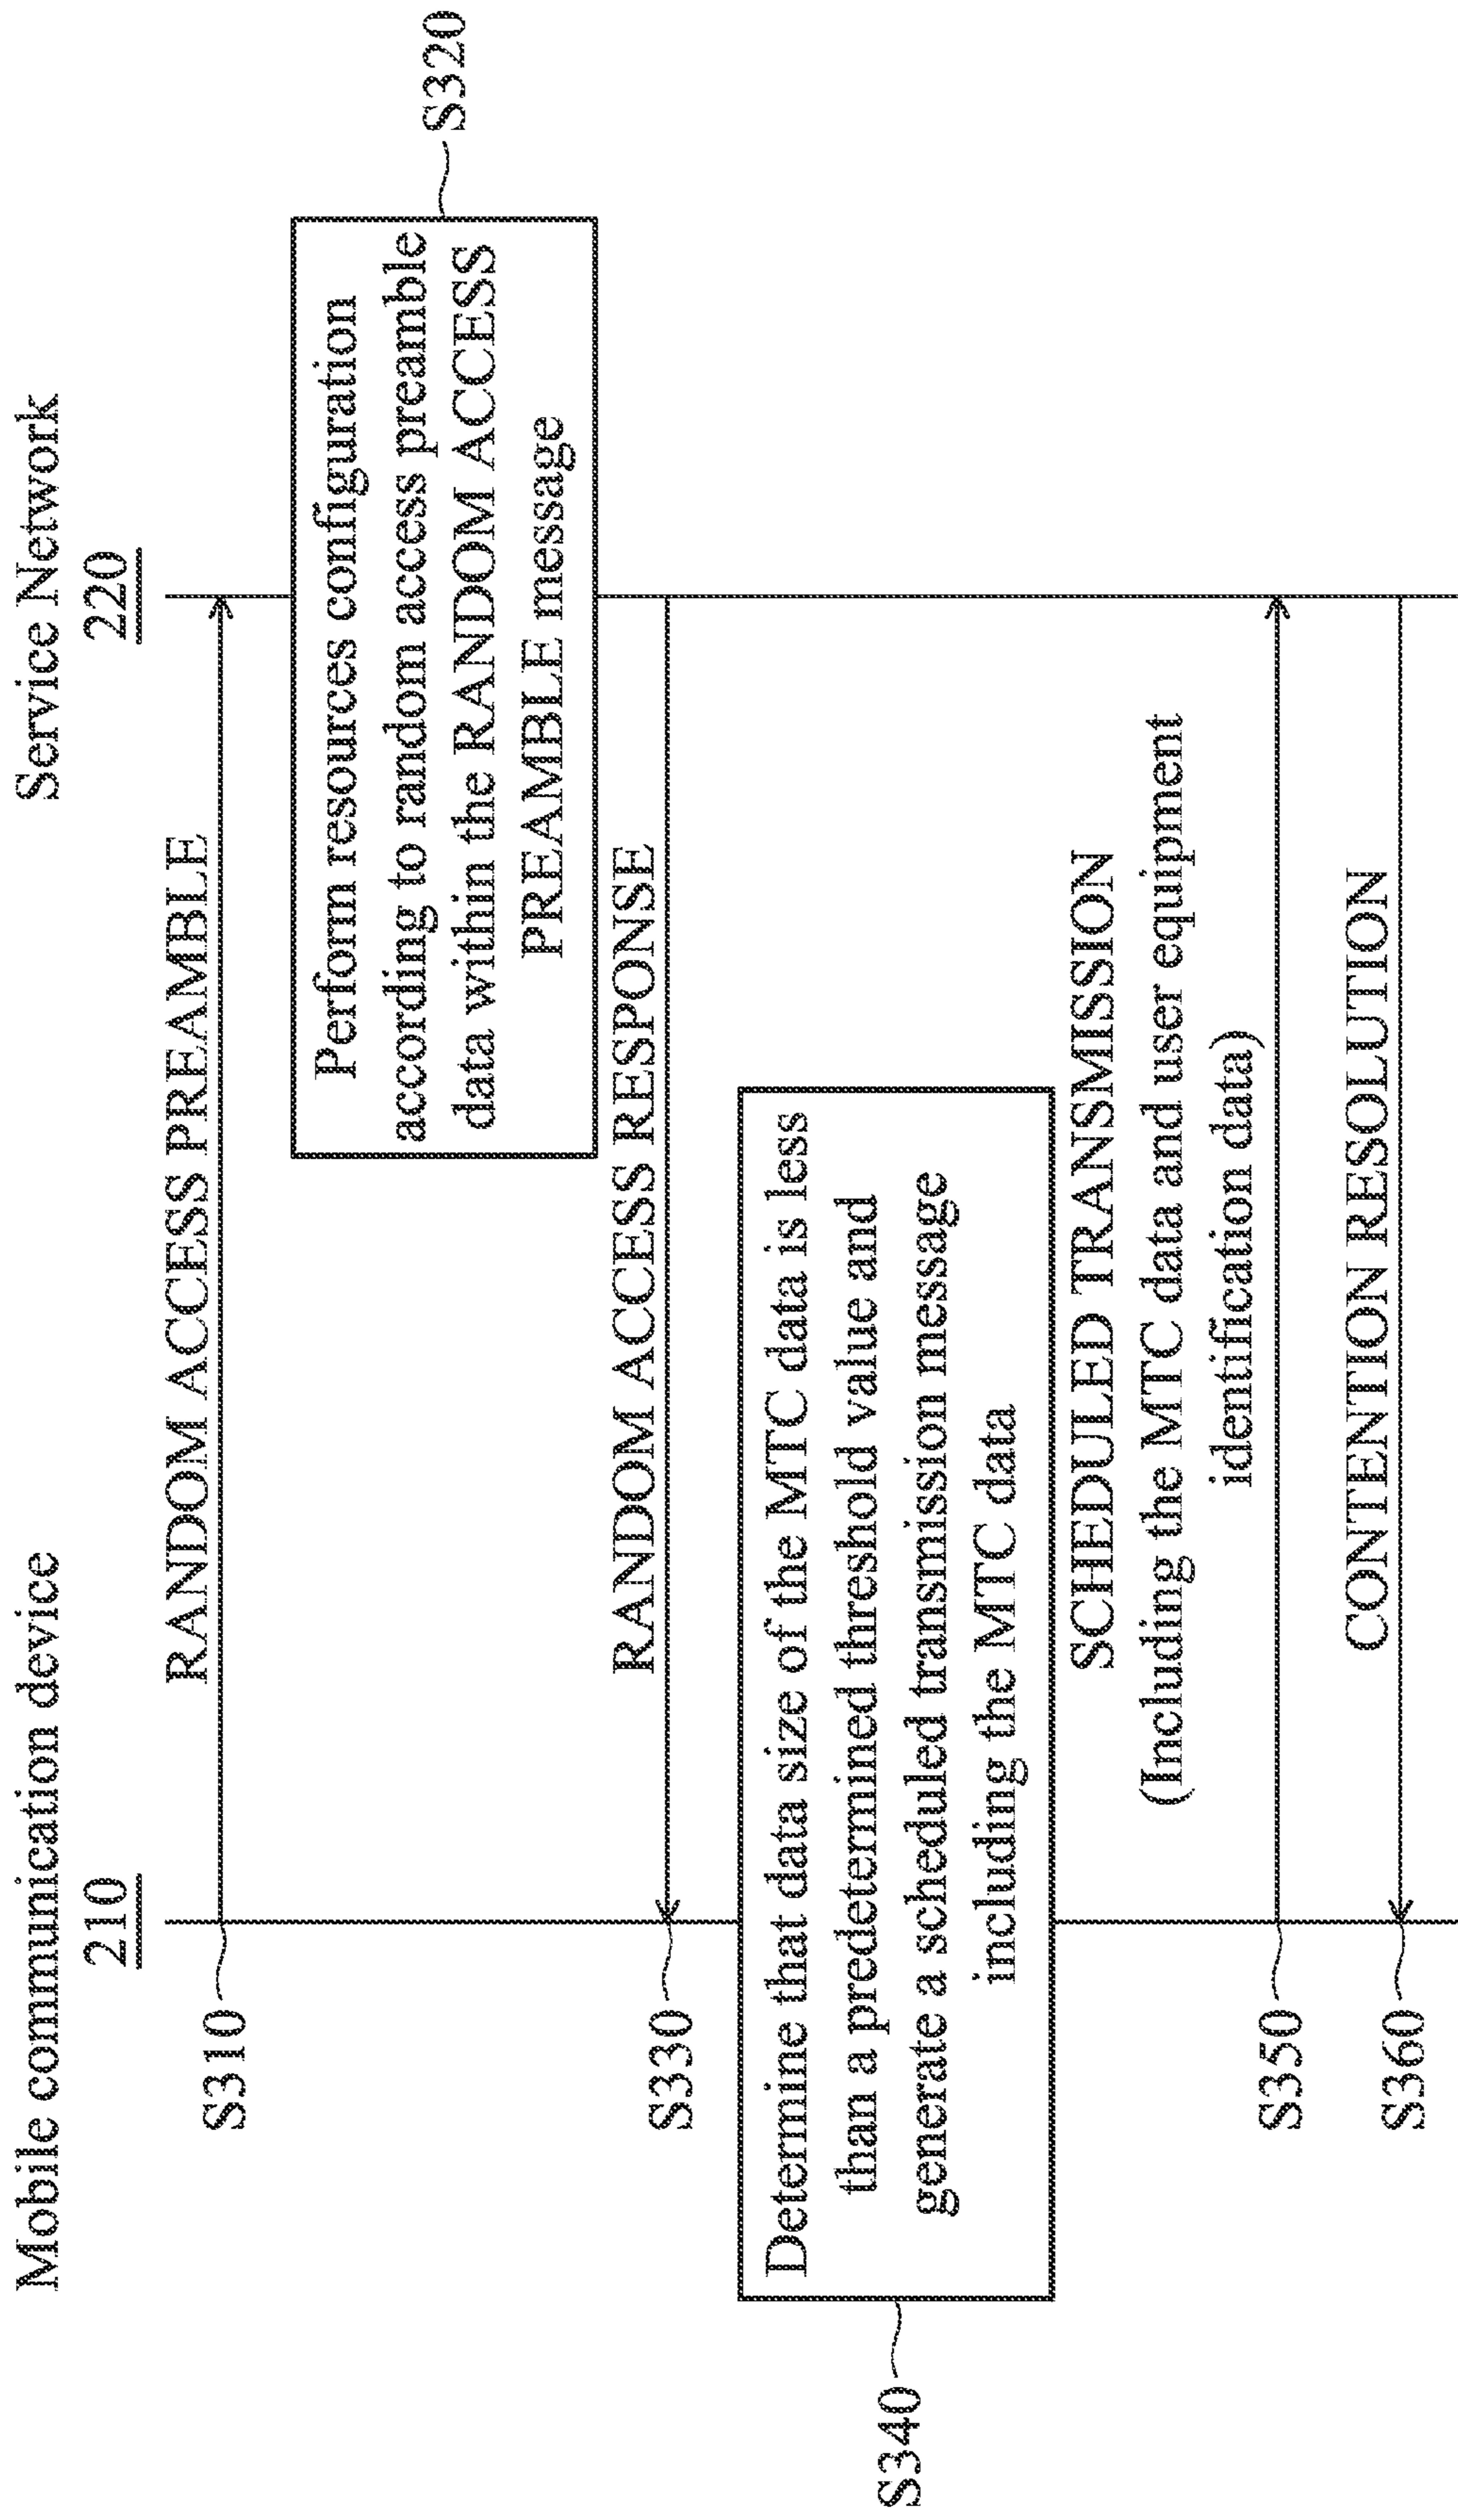 Mobile communication device
210
Service Network
220
RANDOM ACCESS PREAMBLE
S310
Perform resources configuration
according to random access preamble
data within the RANDOM ACCESS
PREAMBLE message
S320
RANDOM ACCESS RESPONSE
S330
Determine that data size of the MTC data is less
than a predetermined threshold value and
generate a scheduled transmission message
including the MTC data
S340
SCHEDULED TRANSMISSION
(Including the MTC data and user equipment
identification data)
S350
CONTENTION RESOLUTION
S360